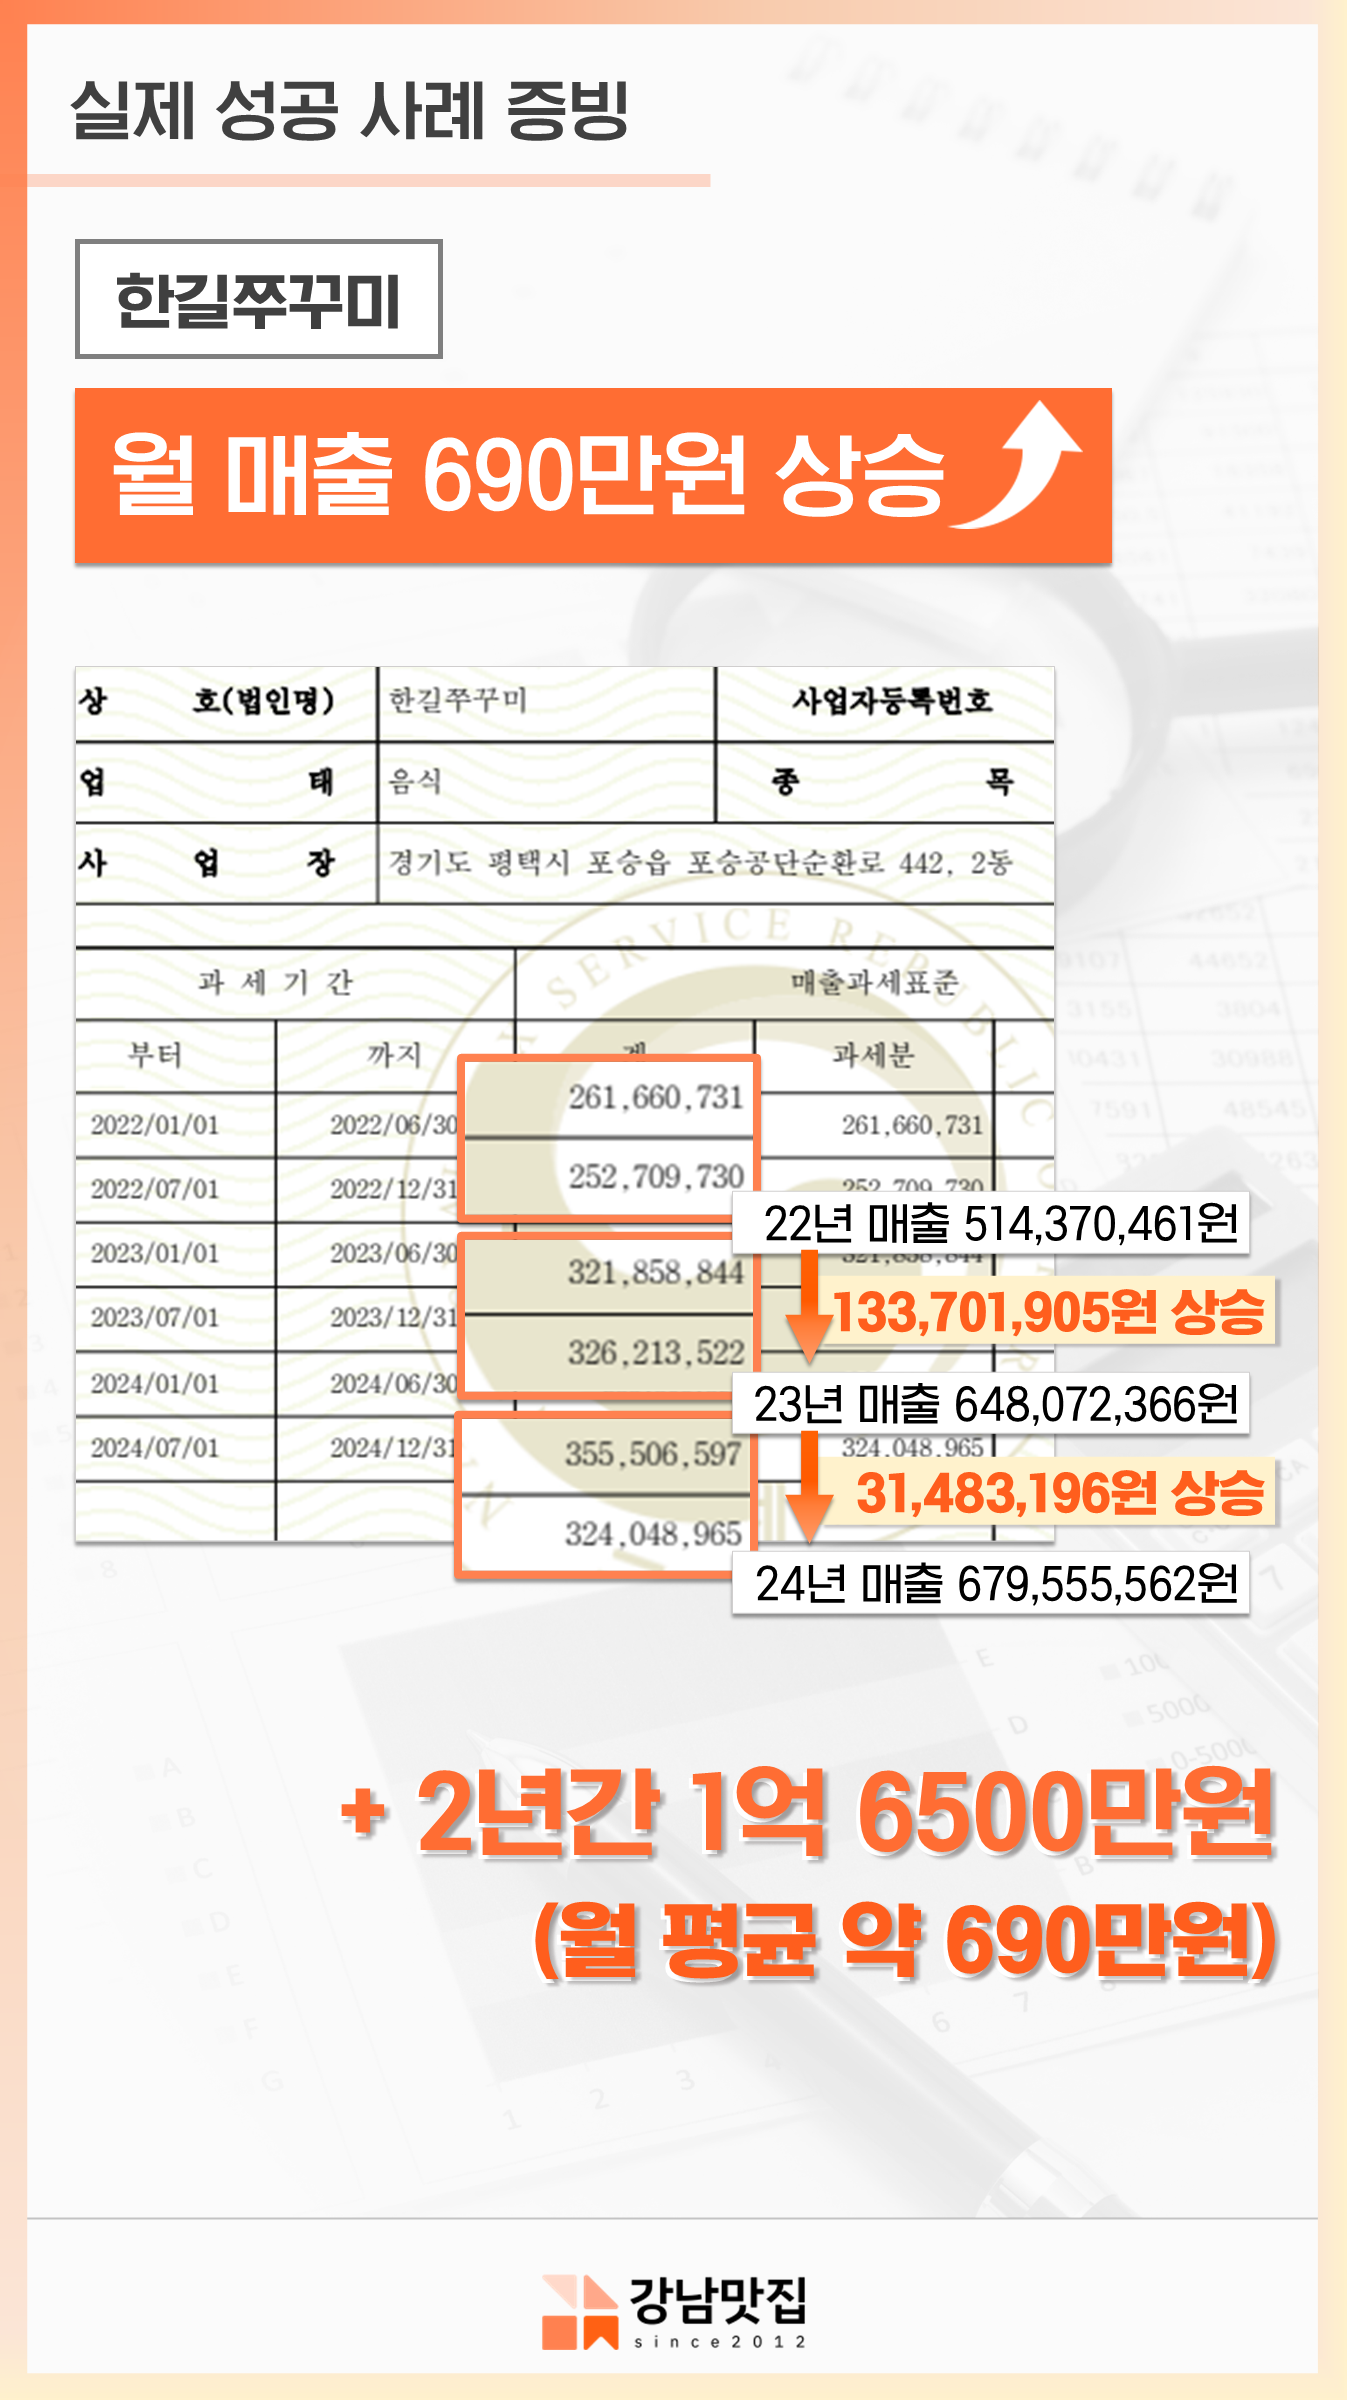 실제 성공 사례 증빙
한길쭈꾸미
월 매출 690만원 상승
상 호(법인명) 한길쭈꾸미 사업자등록번호
업 태 음식 종 목
사 업 장 경기도 평택시 포승읍 포승공단순환로 442, 2동
과 세 기 간 매출과세표준
부터 까지 계 과세분
2022/01/01 2022/06/30 261,660,731 261,660,731
2022/07/01 2022/12/31 252,709,730 252,709,730
22년 매출 514,370,461원
2023/01/01 2023/06/30 321,858,844 321,858,844
133,701,905원 상승
2023/07/01 2023/12/31 326,213,522
23년 매출 648,072,366원
2024/01/01 2024/06/30 355,506,597
2024/07/01 2024/12/31 324,048,965 324,048,965
31,483,196원 상승
24년 매출 679,555,562원
SERVICE REPUBLIC
+ 2년간 1억 6500만원
(월 평균 약 690만원)
강남맛집
since2012